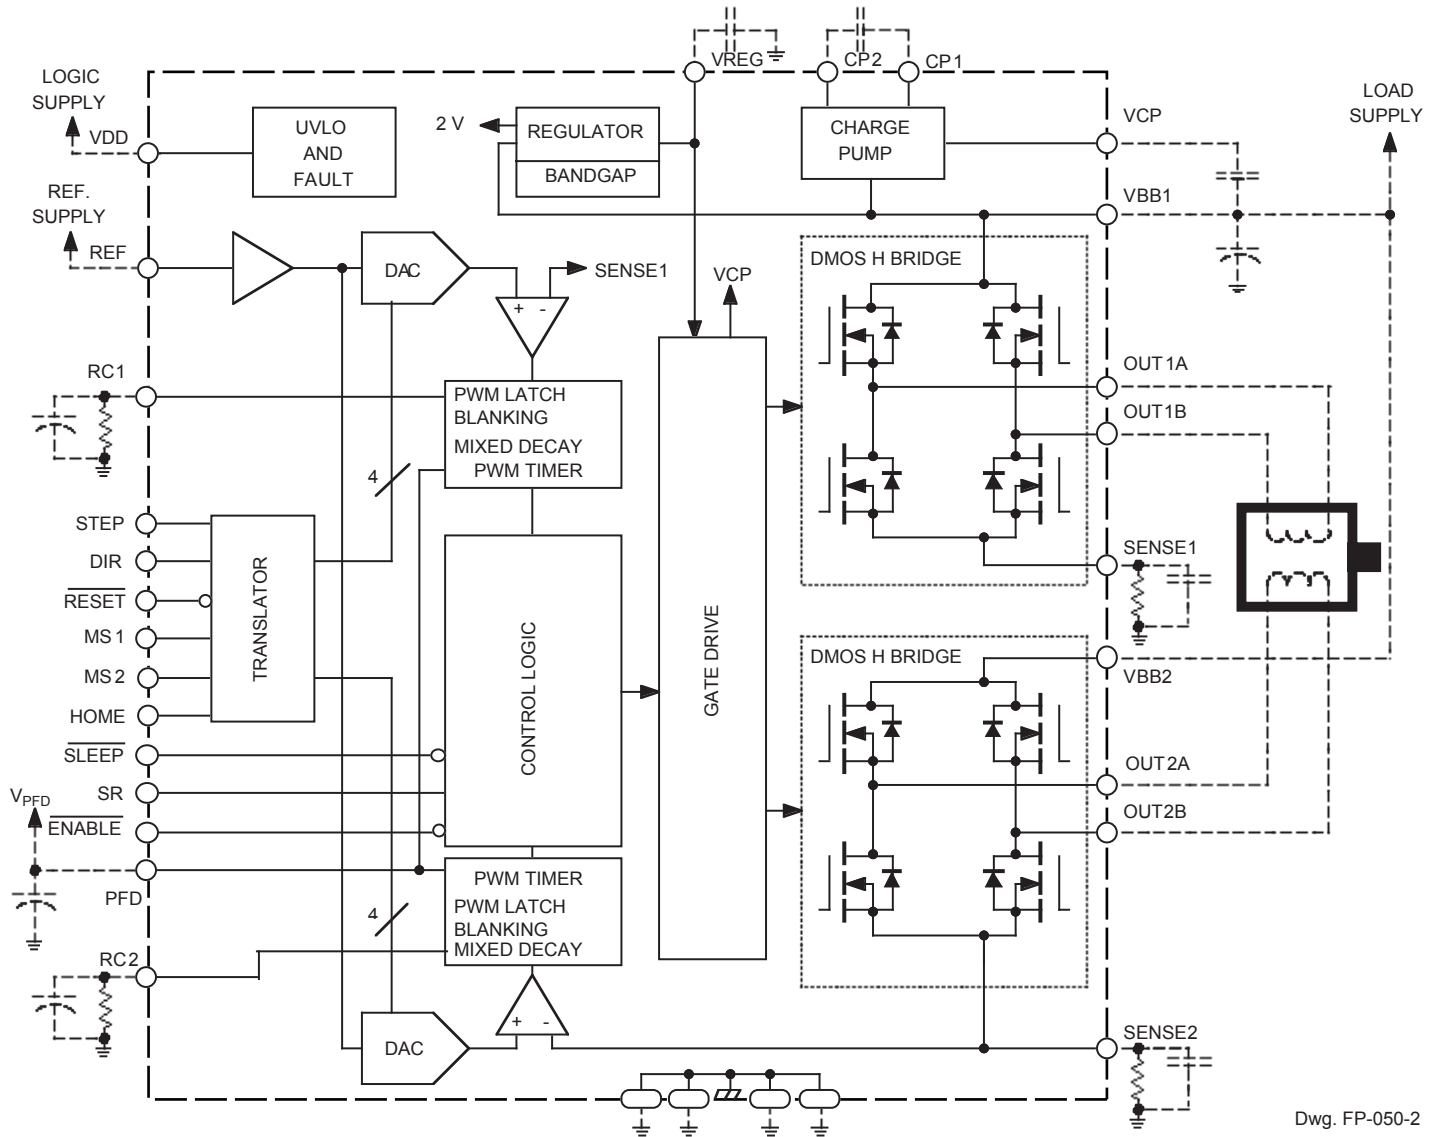 VREG
CP2
CP1
LOGIC
SUPPLY
VDD
UVLO
AND
FAULT
2 V
REGULATOR
BANDGAP
CHARGE
PUMP
VCP
LOAD
SUPPLY
REF.
SUPPLY
REF
VBB1
DAC
+ -
SENSE1
VCP
DMOS H BRIDGE
RC1
PWM LATCH
BLANKING
MIXED DECAY
PWM TIMER
4
OUT1A
OUT1B
STEP
DIR
RESET
MS1
MS2
HOME
SLEEP
SR
ENABLE
VPFD
PFD
TRANSLATOR
CONTROL LOGIC
GATE DRIVE
SENSE1
DMOS H BRIDGE
VBB2
OUT2A
OUT2B
4
PWM TIMER
PWM LATCH
BLANKING
MIXED DECAY
RC2
+ -
DAC
SENSE2
Dwg. FP-050-2